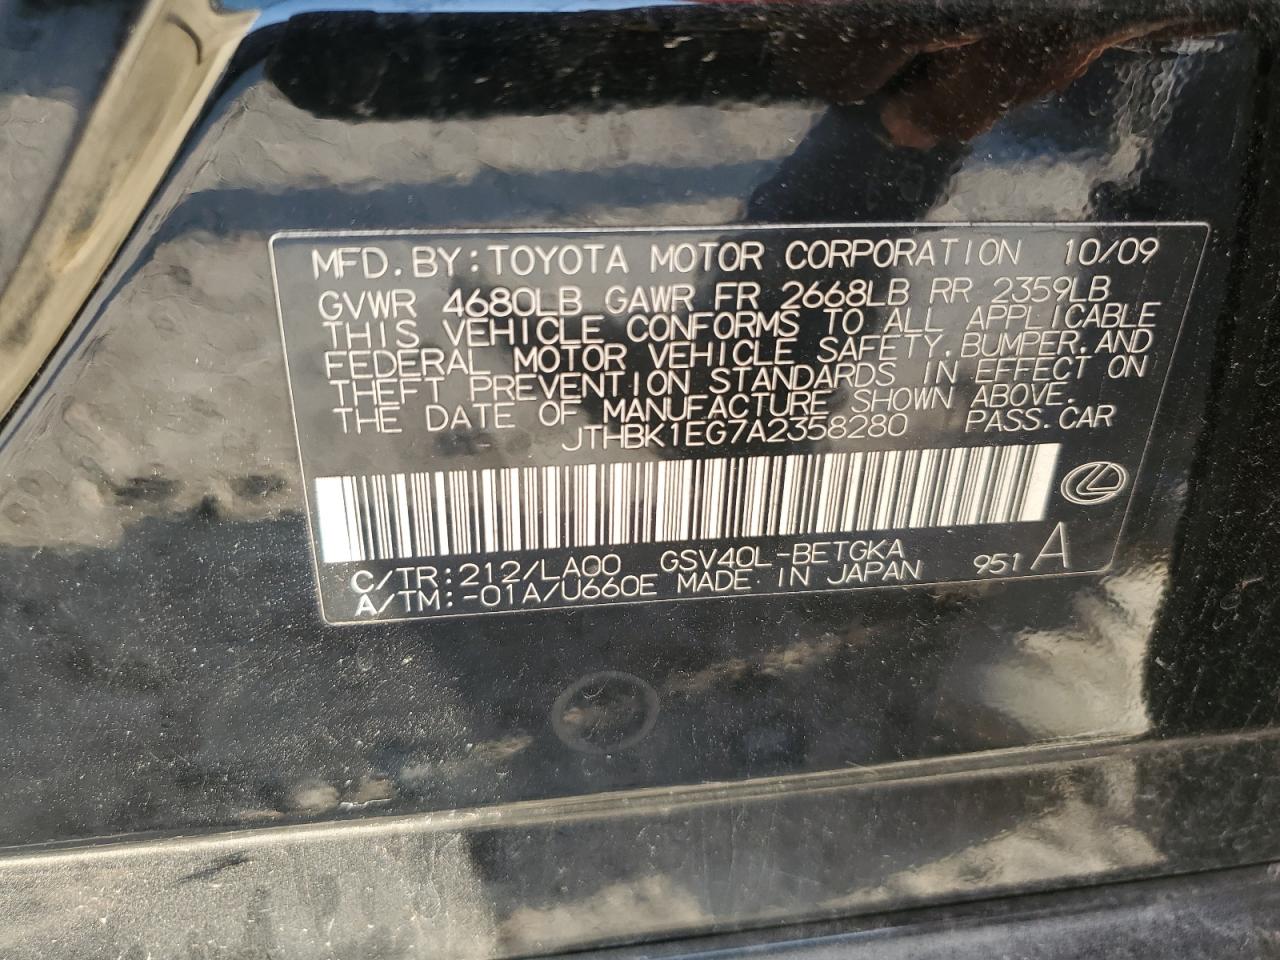 MFD. BY: TOYOTA MOTOR CORPORATION 10/09
GVWR 4680LB GAWR FR 2668LB RR 2359LB
THIS VEHICLE CONFORMS TO ALL APPLICABLE
FEDERAL MOTOR VEHICLE SAFETY, BUMPER, AND
THEFT PREVENTION STANDARDS IN EFFECT ON
THE DATE OF MANUFACTURE SHOWN ABOVE.
JTHBK1EG7A2358280 PASS. CAR
C/TR: 212/LA00 GSV40L-BETGKA 951 A
A/TM: -01A/U660E MADE IN JAPAN